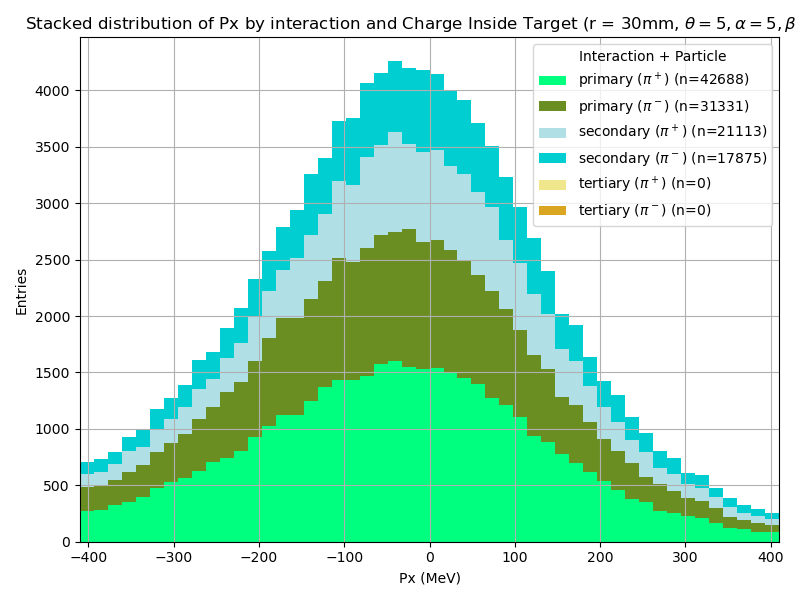 Stacked distribution of Px by interaction and Charge Inside Target (r = 30mm, θ = 5, α = 5, β
Interaction + Particle
primary (π⁺) (n=42688)
primary (π⁻) (n=31331)
secondary (π⁺) (n=21113)
secondary (π⁻) (n=17875)
tertiary (π⁺) (n=0)
tertiary (π⁻) (n=0)
Entries
4000
3500
3000
2500
2000
1500
1000
500
0
−400 −300 −200 −100 0 100 200 300 400
Px (MeV)